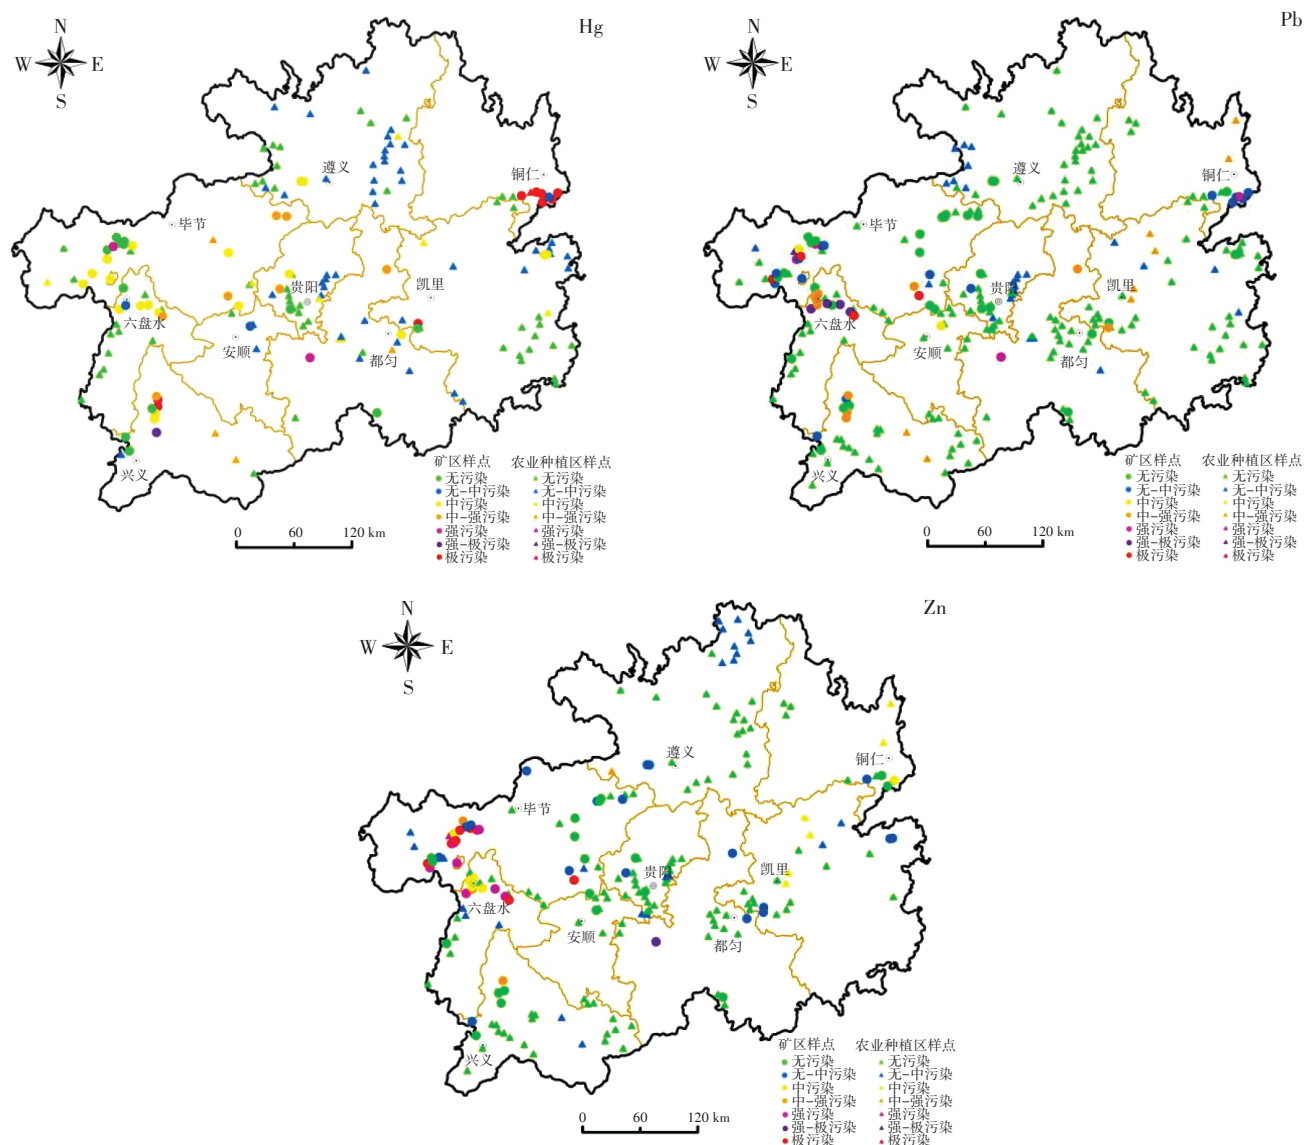 Hg
N
W E
S
遵义
铜仁
毕节
贵阳
凯里
六盘水
安顺
都匀
兴义
矿区样点 农业种植区样点
无污染 无污染
无-中污染 无-中污染
中污染 中污染
中-强污染 中-强污染
强污染 强污染
强-极污染 强-极污染
极污染 极污染
0 60 120 km
Pb
N
W E
S
遵义
铜仁
毕节
贵阳
凯里
六盘水
安顺
都匀
兴义
矿区样点 农业种植区样点
无污染 无污染
无-中污染 无-中污染
中污染 中污染
中-强污染 中-强污染
强污染 强污染
强-极污染 强-极污染
极污染 极污染
0 60 120 km
Zn
N
W E
S
遵义
铜仁
毕节
贵阳
凯里
六盘水
安顺
都匀
兴义
矿区样点 农业种植区样点
无污染 无污染
无-中污染 无-中污染
中污染 中污染
中-强污染 中-强污染
强污染 强污染
强-极污染 强-极污染
极污染 极污染
0 60 120 km